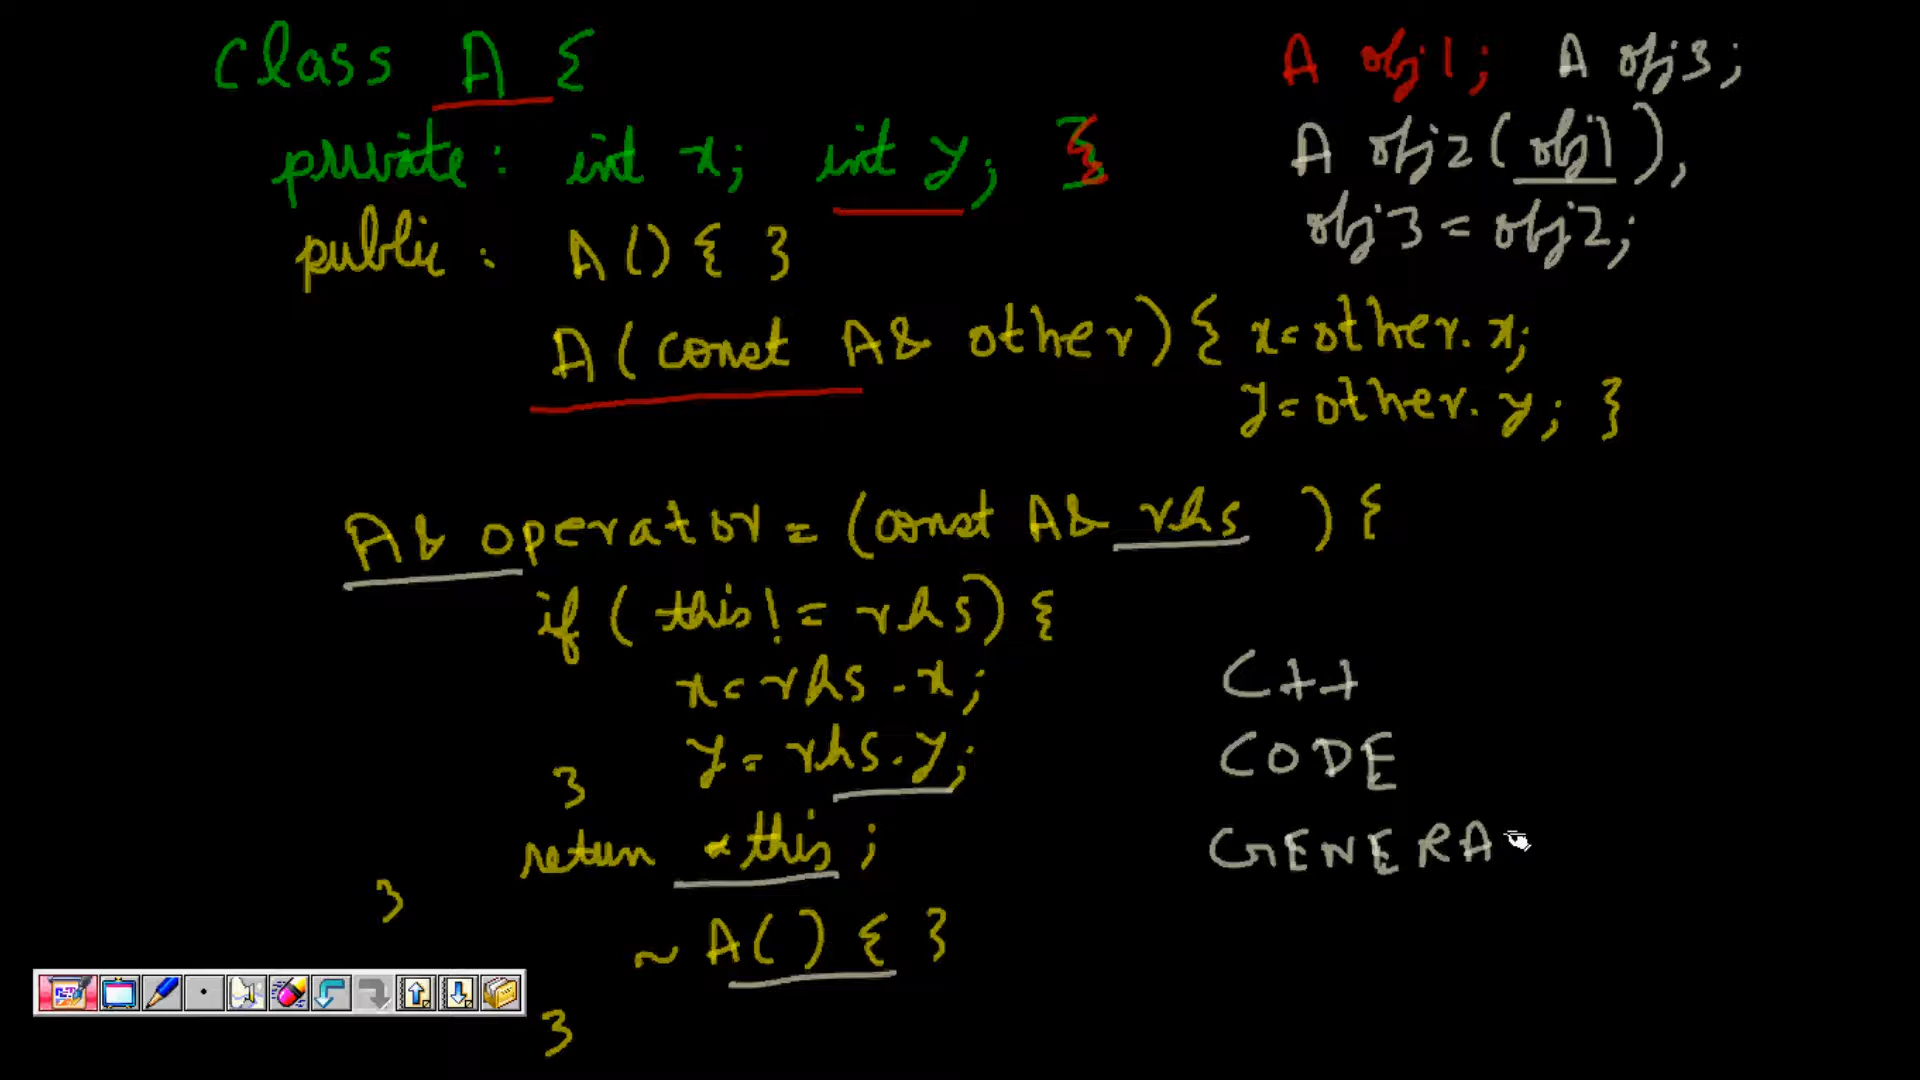 class A {
private: int x; int y; }
public: A() { }
A(const A& other) { x=other.x;
y=other.y; }
A& operator=(const A& rhs ) {
if (this != rhs) {
x=rhs.x;
y=rhs.y;
}
return *this;
}
~A() { }
}
A obj1; A obj3;
A obj2(obj1),
obj3=obj2;
C++
CODE
GENERA